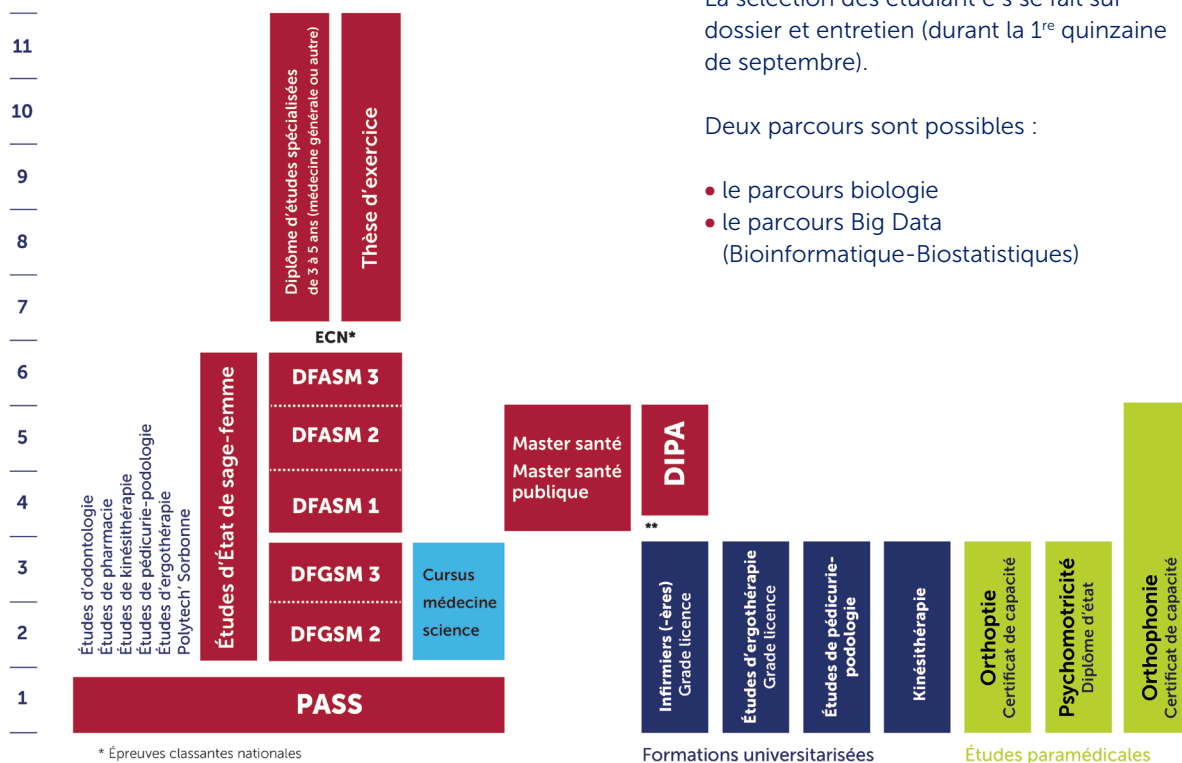 La sélection des étudiant·e·s se fait sur
dossier et entretien (durant la 1re quinzaine
de septembre).
Deux parcours sont possibles :
• le parcours biologie
• le parcours Big Data
(Bioinformatique-Biostatistiques)
11
10
9
8
7
6
5
4
3
2
1
Diplôme d'études spécialisées
de 3 à 5 ans (médecine générale ou autre)
Thèse d'exercice
ECN*
Études d'odontologie
Études de pharmacie
Études de kinésithérapie
Études de pédicurie-podologie
Études d'ergothérapie
Polytech' Sorbonne
Études d'État de sage-femme
DFASM 3
DFASM 2
DFASM 1
DFGSM 3
DFGSM 2
Cursus
médecine
science
PASS
Master santé
Master santé
publique
DIPA
**
Infirmiers (-ères)
Grade licence
Études d'ergothérapie
Grade licence
Études de pédicurie-
podologie
Kinésithérapie
Orthoptie
Certificat de capacité
Psychomotricité
Diplôme d'état
Orthophonie
Certificat de capacité
* Épreuves classantes nationales
Formations universitarisées
Études paramédicales